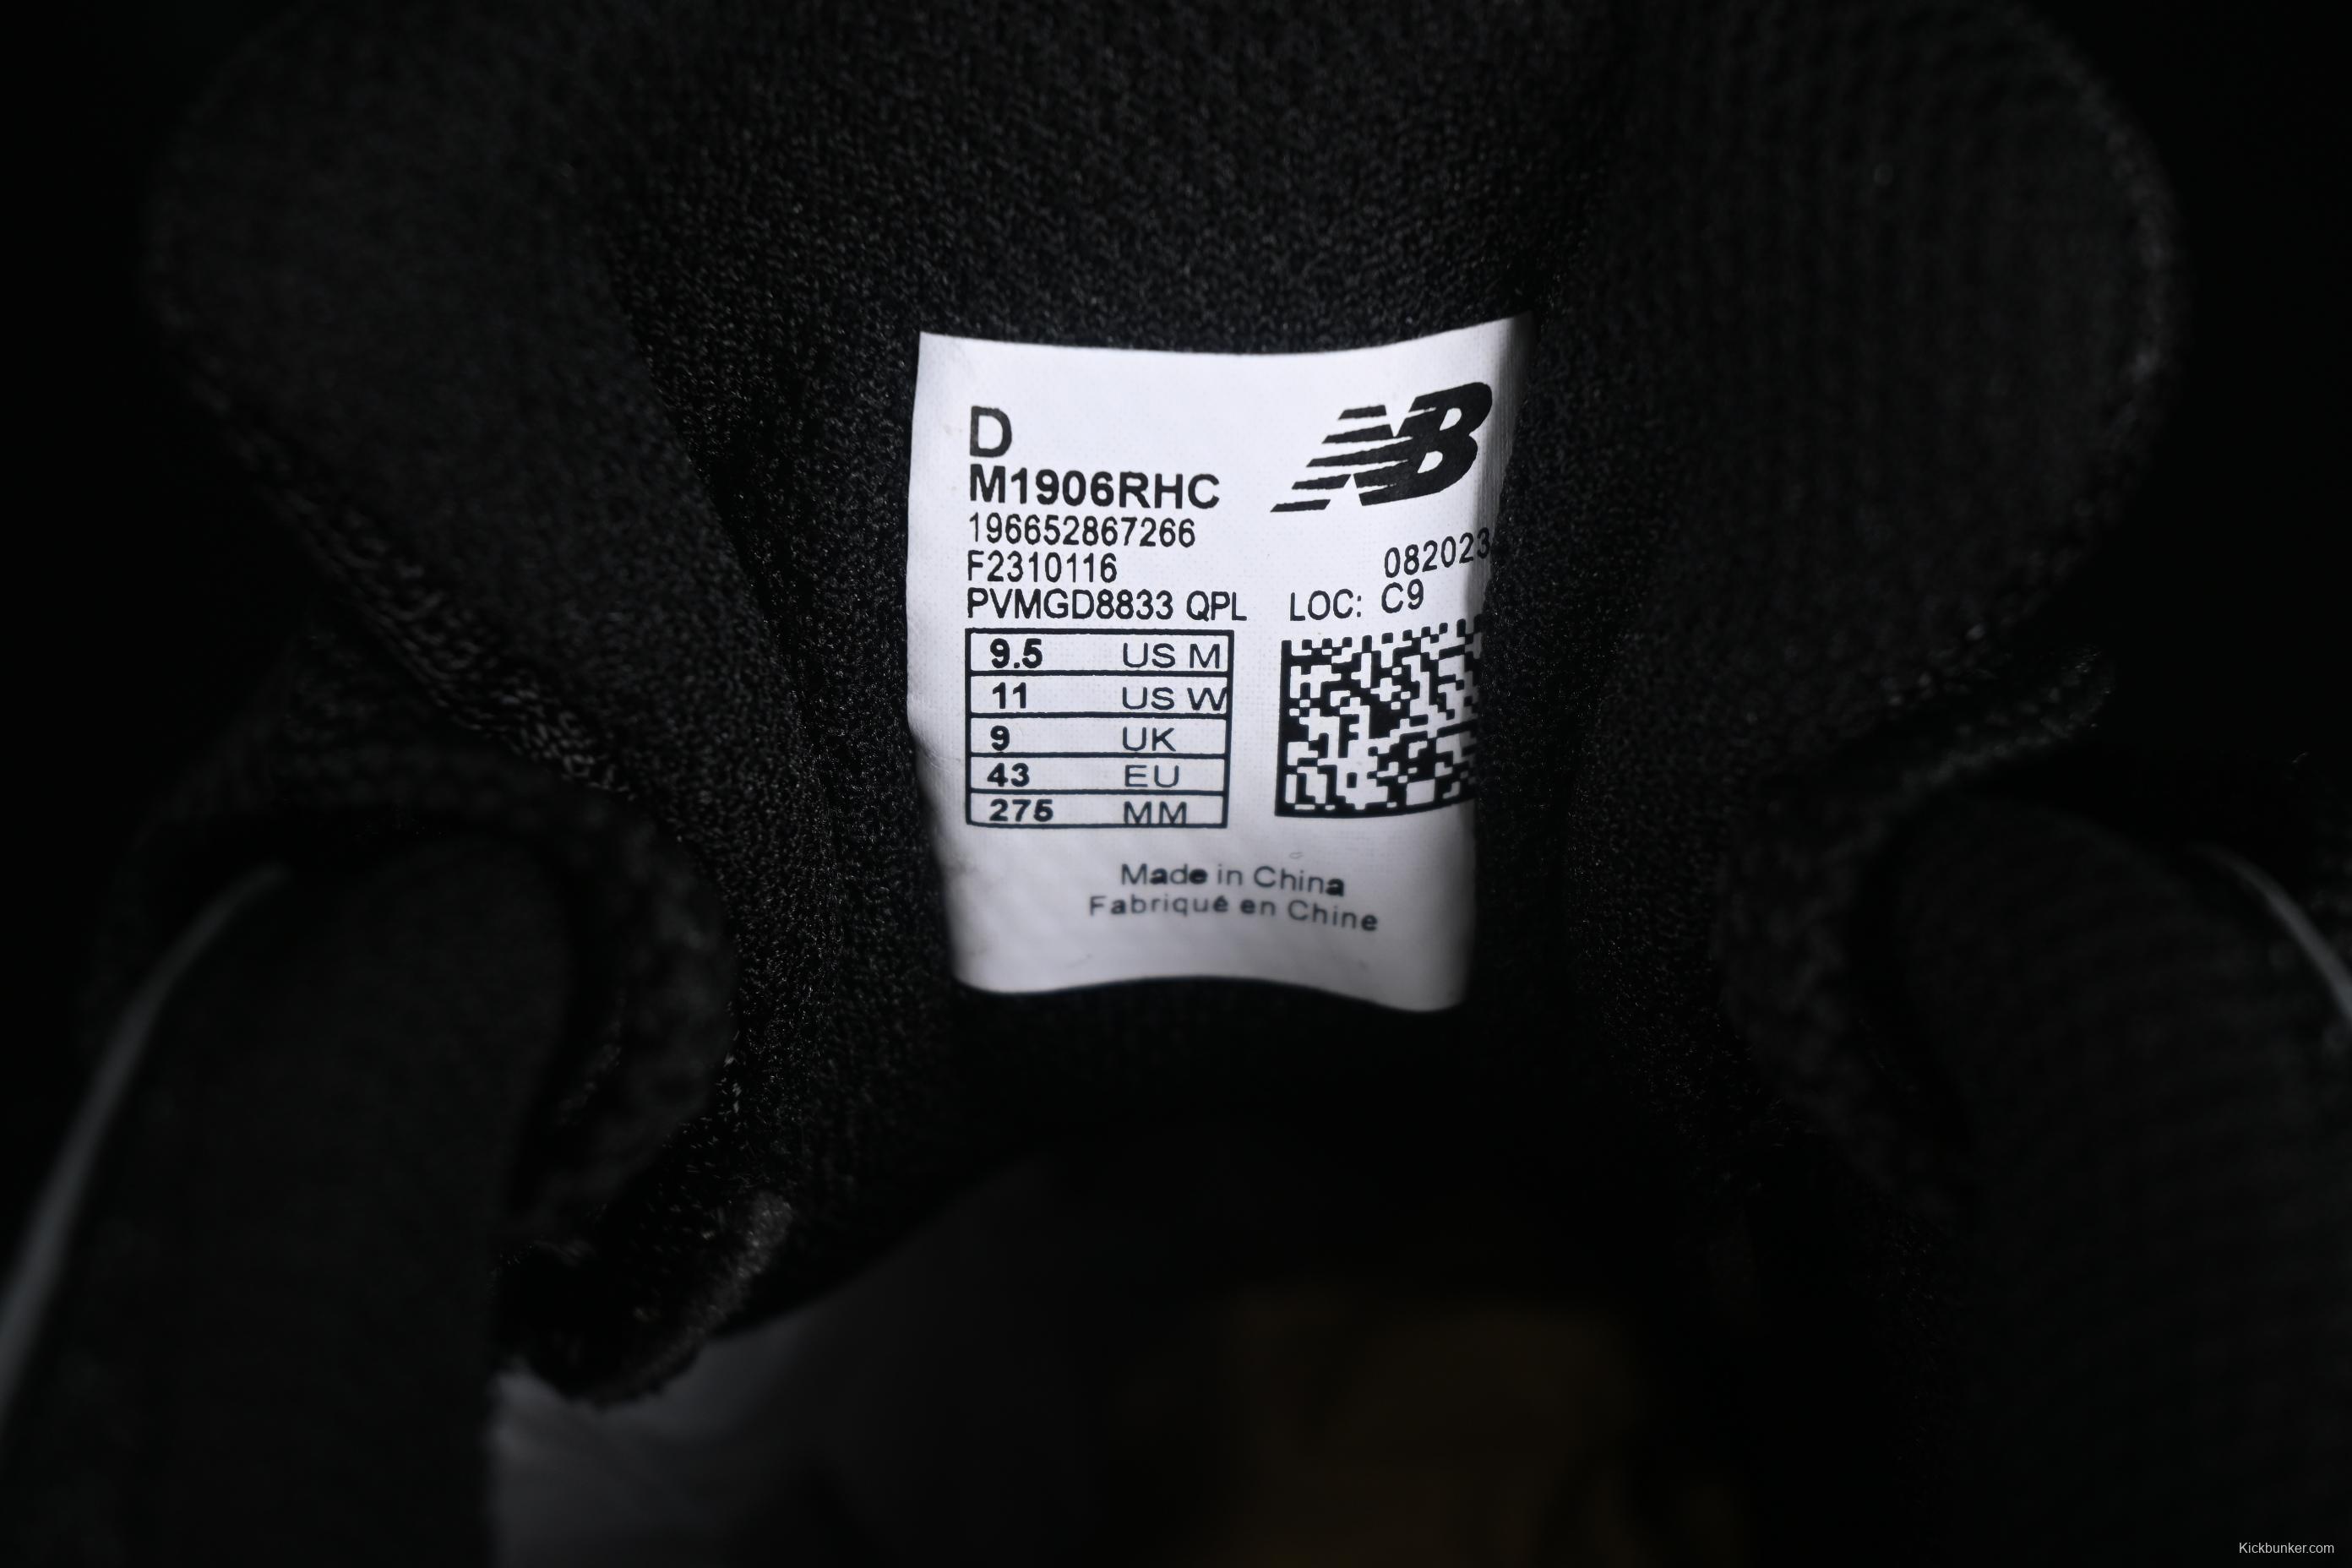 D
NB
M1906RHC
196652867266
F2310116
082023
PVMGD8833 QPL
LOC: C9
9.5 US M
11 US W
9 UK
43 EU
275 MM
Made in China
Fabriqué en Chine
Kickbunker.com